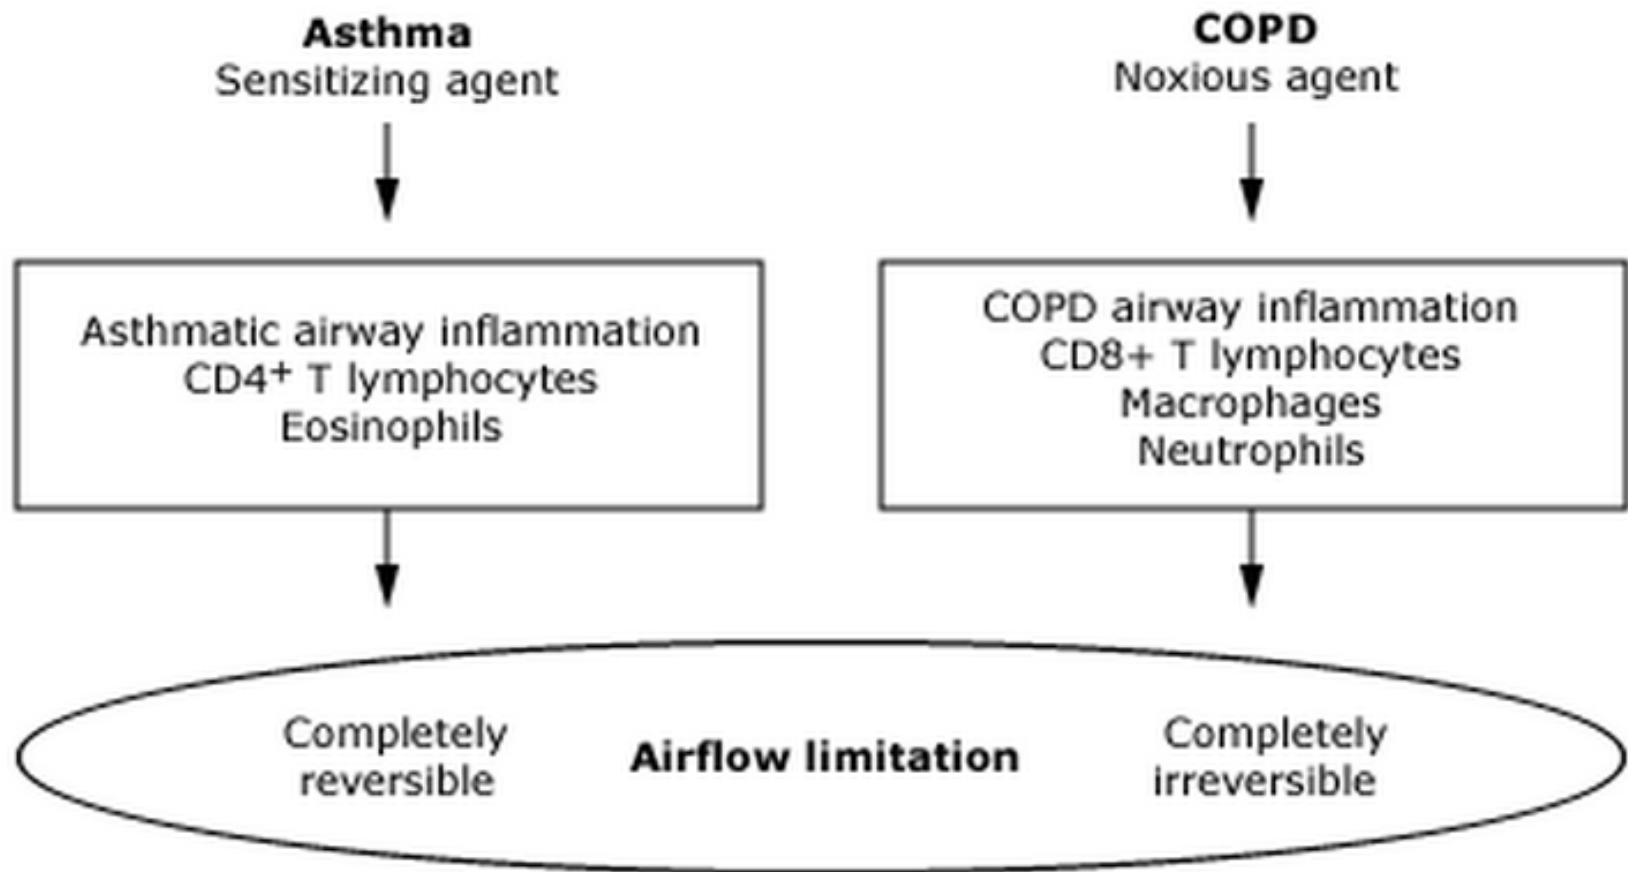 Asthma
Sensitizing agent
COPD
Noxious agent
Asthmatic airway inflammation
CD4⁺ T lymphocytes
Eosinophils
COPD airway inflammation
CD8+ T lymphocytes
Macrophages
Neutrophils
Completely
reversible
Airflow limitation
Completely
irreversible